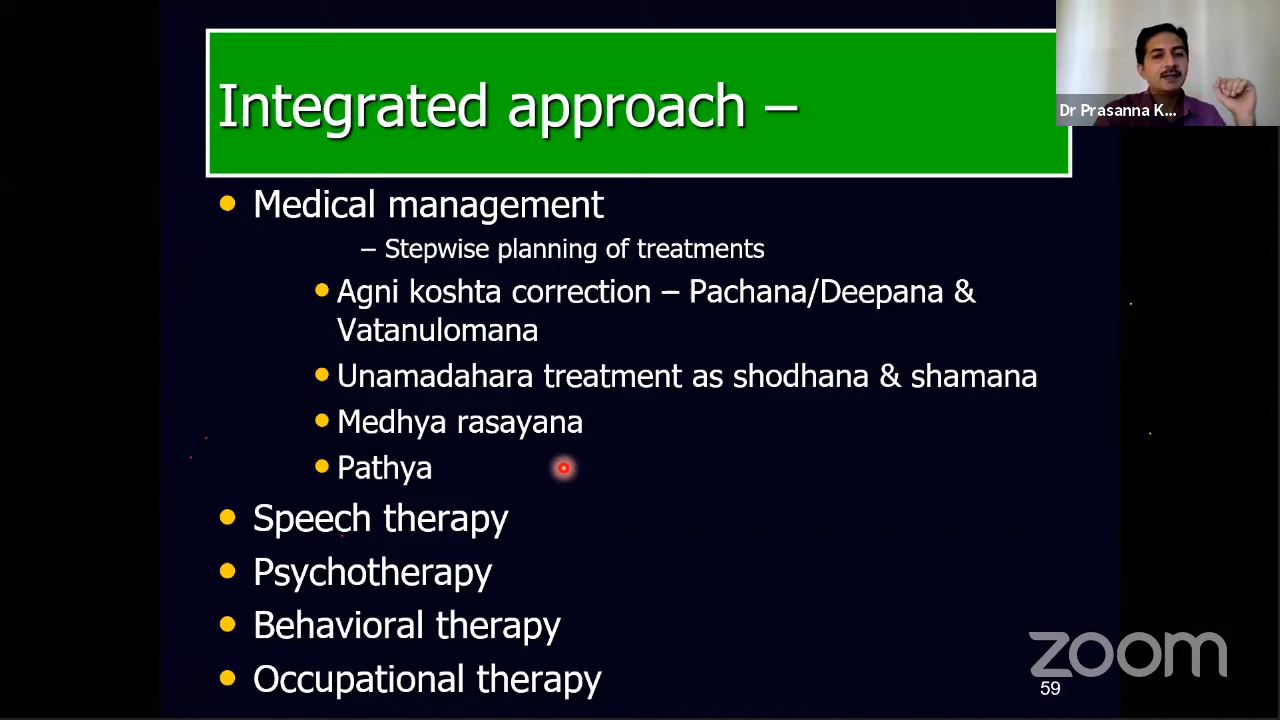 Integrated approach –
Dr Prasanna K...
• Medical management
– Stepwise planning of treatments
• Agni koshta correction – Pachana/Deepana &
Vatanulomana
• Unamadahara treatment as shodhana & shamana
• Medhya rasayana
• Pathya
• Speech therapy
• Psychotherapy
• Behavioral therapy
• Occupational therapy
zoom
59